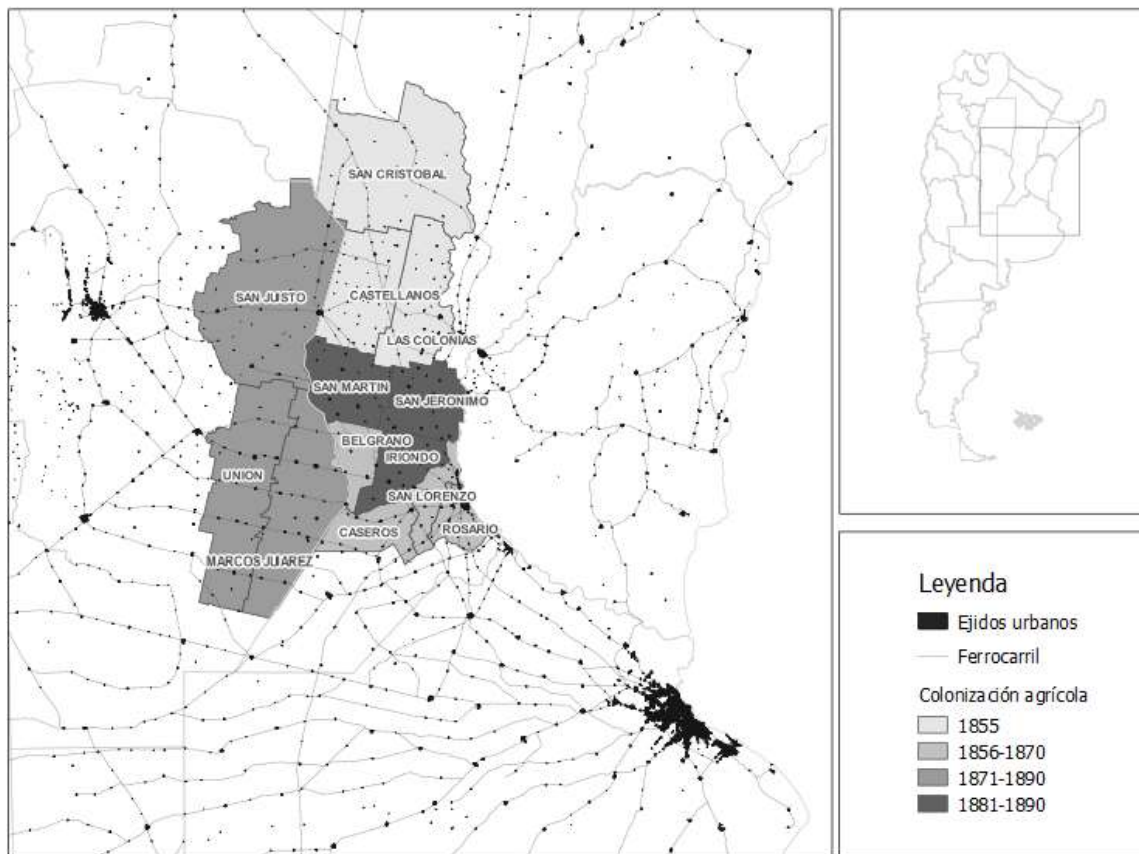 SAN CRISTOBAL
SAN JUISTO
CASTELLANOS
LAS COLONIAS
SAN MARTIN
SAN JERONIMO
BELGRANO
IRIONDO
UNION
SAN LORENZO
CASEROS
ROSARIO
MARCOS JUAREZ
Leyenda
Ejidos urbanos
Ferrocarril
Colonización agrícola
1855
1856-1870
1871-1890
1881-1890